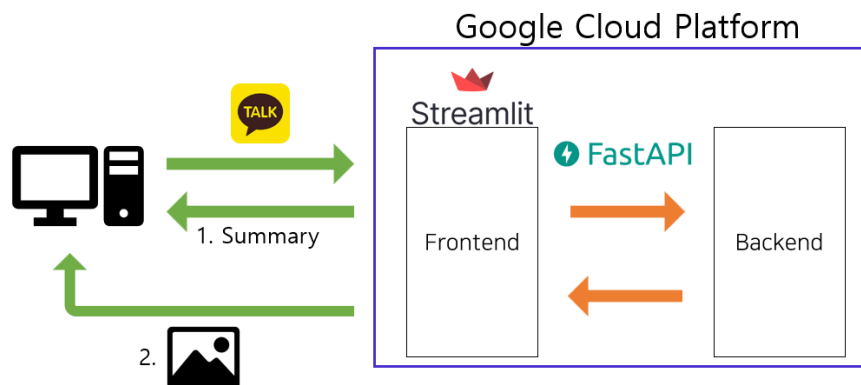 Google Cloud Platform
TALK
Streamlit
FastAPI
1. Summary
Frontend
Backend
2.